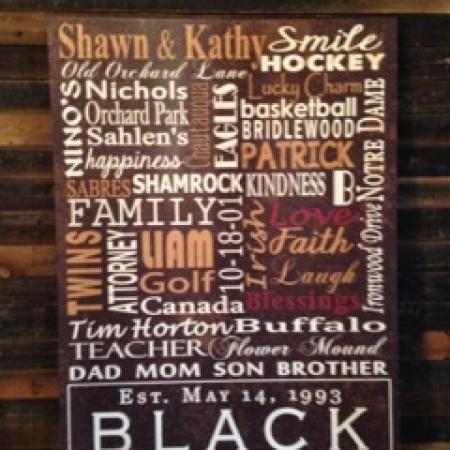 Shawn & Kathy
Smile
HOCKEY
Old Orchard Lane
Lucky Charm
NINO'S
Nichols
Orchard Park
Sahlen's
happiness
Chautauqua
EAGLES
basketball
BRIDLEWOOD
PATRICK
NOTRE DAME
SABRES
SHAMROCK
KINDNESS
B
FAMILY
10-18-01
Irish
Love
Faith
Laugh
Blessings
Ironwood Drive
TWINS
ATTORNEY
LIAM
Golf
Canada
Tim Horton
Buffalo
TEACHER
Flower Mound
DAD MOM SON BROTHER
EST. MAY 14, 1993
BLACK